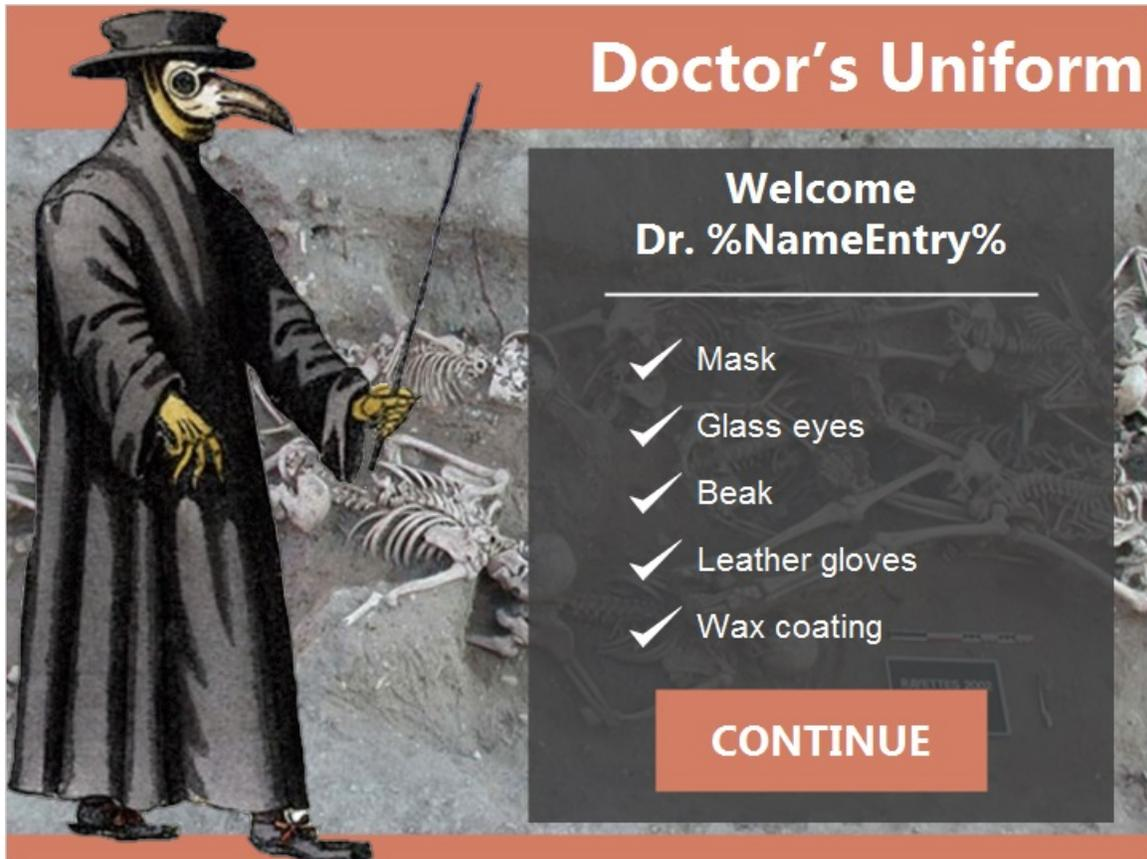 Doctor’s Uniform
Welcome
Dr. %NameEntry%
Mask
Glass eyes
Beak
Leather gloves
Wax coating
CONTINUE